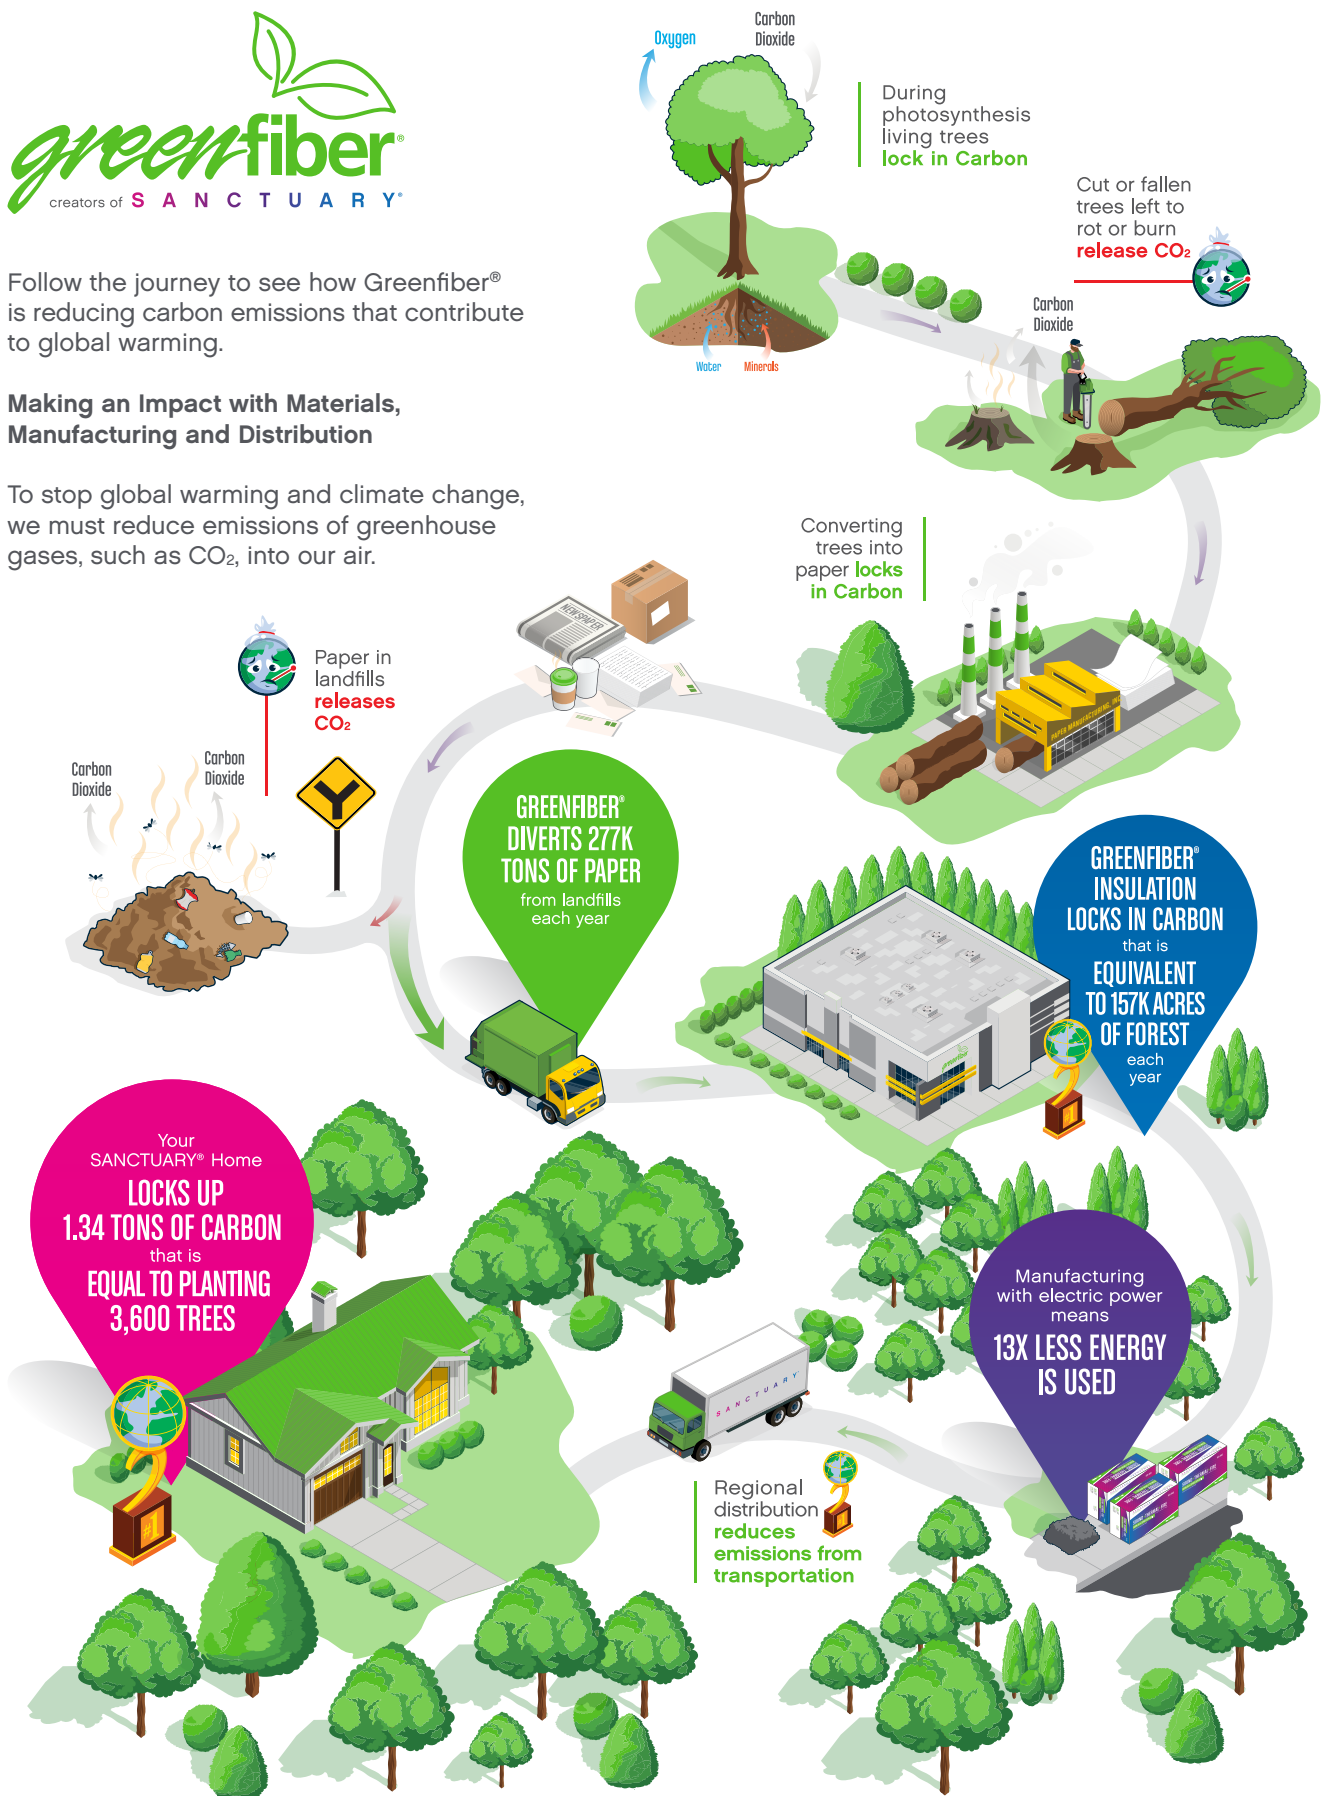 greenfiber®
creators of SANCTUARY®
Follow the journey to see how Greenfiber®
is reducing carbon emissions that contribute
to global warming.
Making an Impact with Materials,
Manufacturing and Distribution
To stop global warming and climate change,
we must reduce emissions of greenhouse
gases, such as CO₂, into our air.
Oxygen
Carbon
Dioxide
During
photosynthesis
living trees
lock in Carbon
Water
Minerals
Cut or fallen
trees left to
rot or burn
release CO₂
Carbon
Dioxide
Converting
trees into
paper locks
in Carbon
PAPER MANUFACTURING, INC
NEWSPAPER
Paper in
landfills
releases
CO₂
Carbon
Dioxide
Carbon
Dioxide
GREENFIBER®
DIVERTS 277K
TONS OF PAPER
from landfills
each year
greenfiber
GREENFIBER®
INSULATION
LOCKS IN CARBON
that is
EQUIVALENT
TO 157K ACRES
OF FOREST
each
year
#1
Manufacturing
with electric power
means
13X LESS ENERGY
IS USED
SANCTUARY
Regional
distribution
reduces
emissions from
transportation
Your
SANCTUARY® Home
LOCKS UP
1.34 TONS OF CARBON
that is
EQUAL TO PLANTING
3,600 TREES
#1